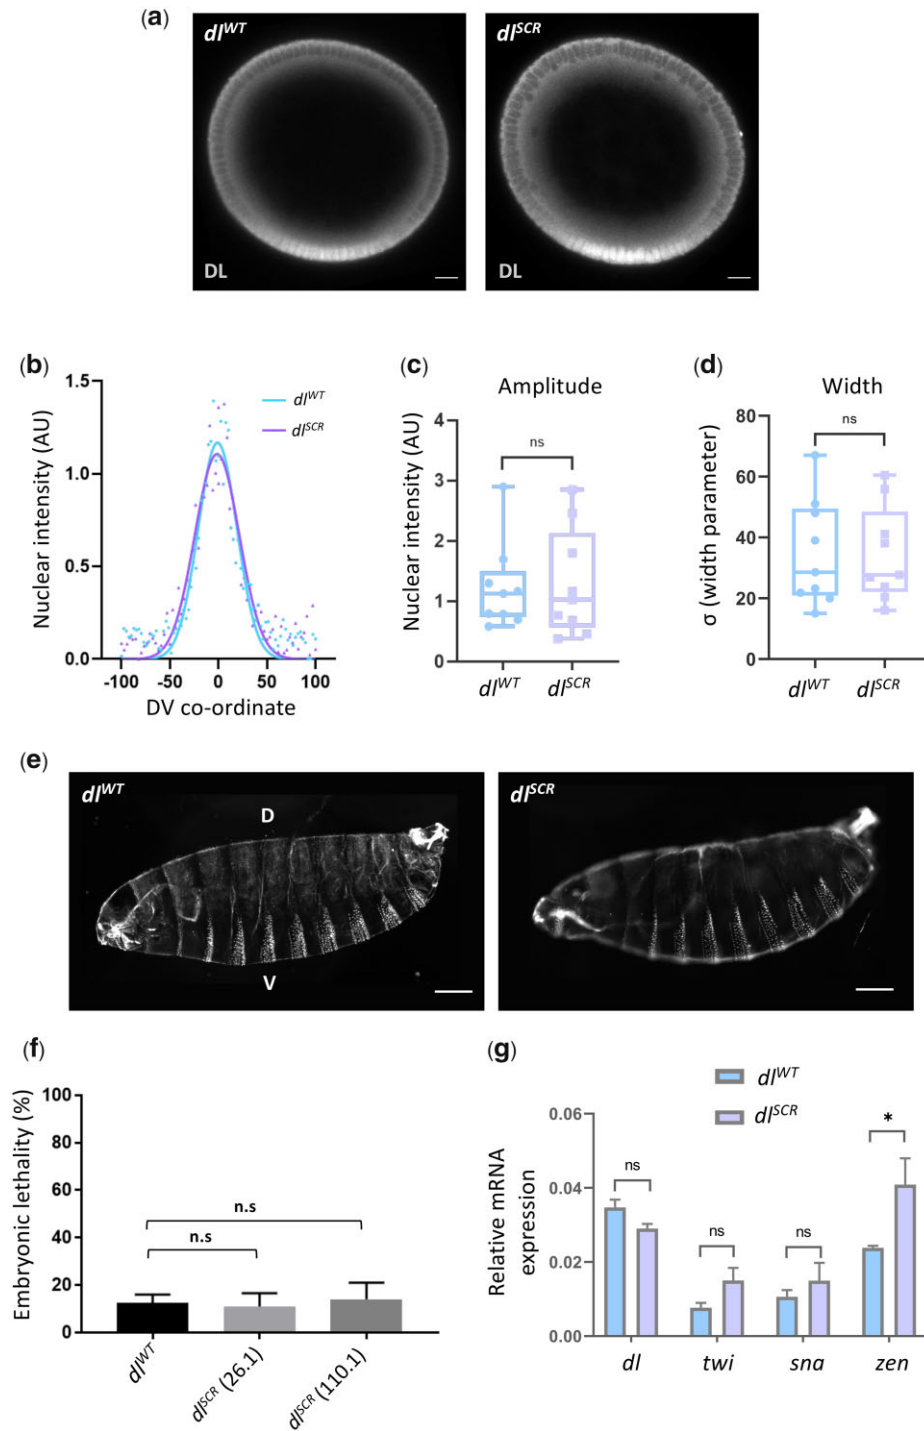 (a)
dl^WT
dl^SCR
DL
DL
(b)
Nuclear intensity (AU)
1.5
1.0
0.5
0.0
-100 -50 0 50 100
DV co-ordinate
dl^WT
dl^SCR
(c)
Amplitude
Nuclear intensity (AU)
4
3
2
1
0
ns
dl^WT dl^SCR
(d)
Width
σ (width parameter)
80
60
40
20
0
ns
dl^WT dl^SCR
(e)
dl^WT
D
V
dl^SCR
(f)
Embryonic lethality (%)
100
80
60
40
20
0
n.s
n.s
dl^WT
dl^SCR (26.1)
dl^SCR (110.1)
(g)
dl^WT
dl^SCR
Relative mRNA
expression
0.06
0.04
0.02
0.00
ns
ns
ns
*
dl twi sna zen